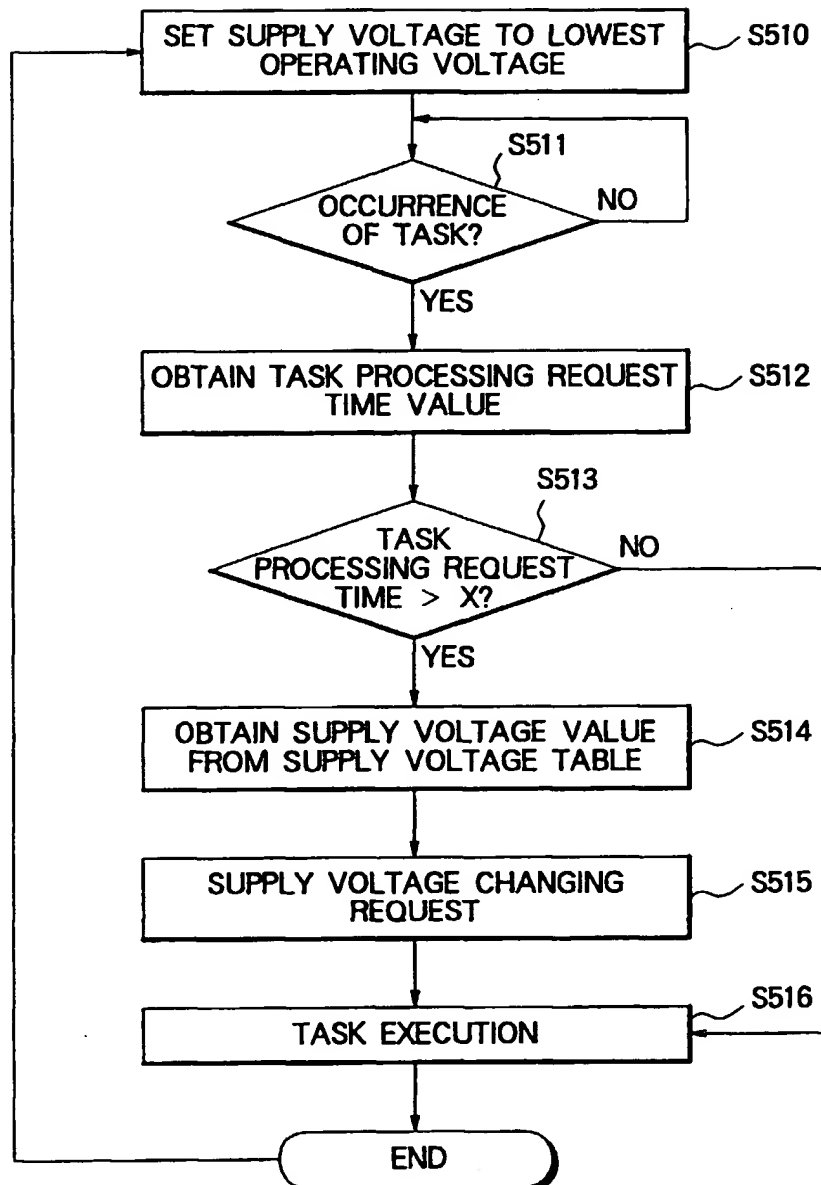 SET SUPPLY VOLTAGE TO LOWEST
OPERATING VOLTAGE
S510
S511
OCCURRENCE
OF TASK?
NO
YES
OBTAIN TASK PROCESSING REQUEST
TIME VALUE
S512
S513
TASK
PROCESSING REQUEST
TIME > X?
NO
YES
OBTAIN SUPPLY VOLTAGE VALUE
FROM SUPPLY VOLTAGE TABLE
S514
SUPPLY VOLTAGE CHANGING
REQUEST
S515
S516
TASK EXECUTION
END